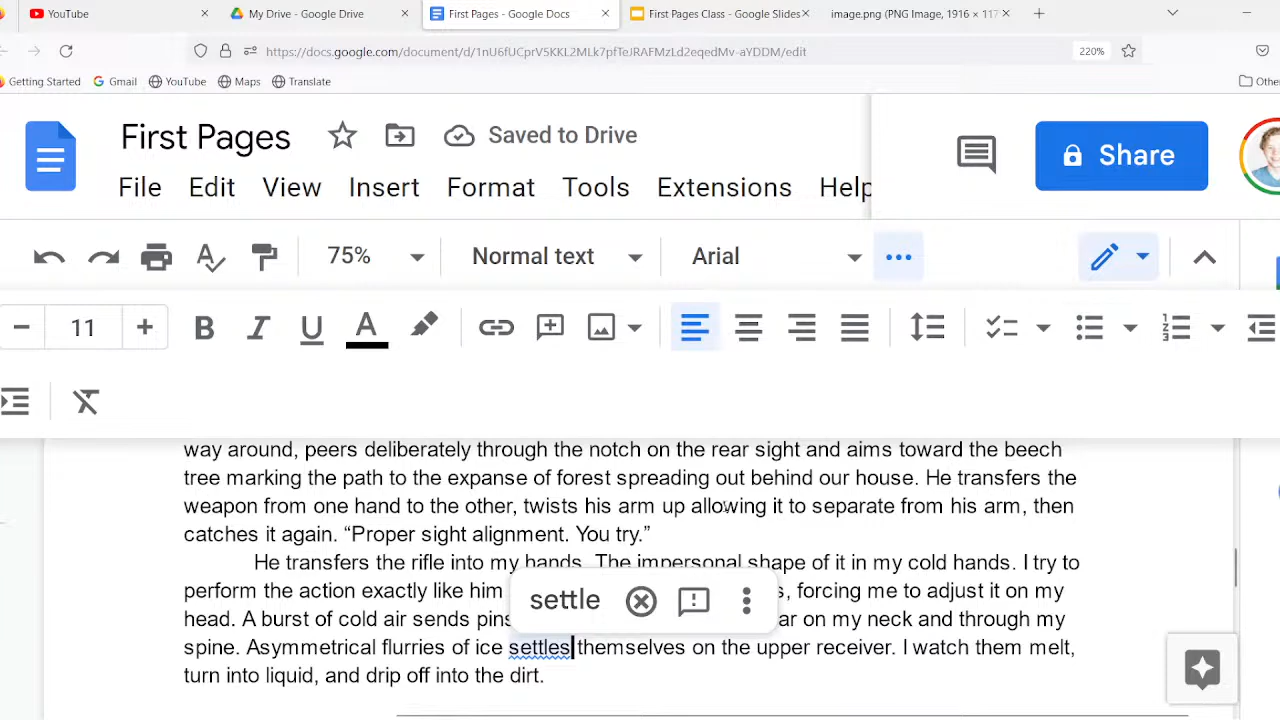 YouTube My Drive - Google Drive First Pages - Google Docs First Pages Class - Google Slides image.png (PNG Image, 1916 × 117
https://docs.google.com/document/d/1nU6fUCprV5KKL2MLk7pfTeJRAFMzLd2eqedMv-aYDDM/edit 220%
Getting Started Gmail YouTube Maps Translate Other
First Pages Saved to Drive Share
File Edit View Insert Format Tools Extensions Help
75% Normal text Arial
11 B I U A
way around, peers deliberately through the notch on the rear sight and aims toward the beech
tree marking the path to the expanse of forest spreading out behind our house. He transfers the
weapon from one hand to the other, twists his arm up allowing it to separate from his arm, then
catches it again. “Proper sight alignment. You try.”
He transfers the rifle into my hands. The impersonal shape of it in my cold hands. I try to
perform the action exactly like him settle s, forcing me to adjust it on my
head. A burst of cold air sends pins ar on my neck and through my
spine. Asymmetrical flurries of ice settles themselves on the upper receiver. I watch them melt,
turn into liquid, and drip off into the dirt.